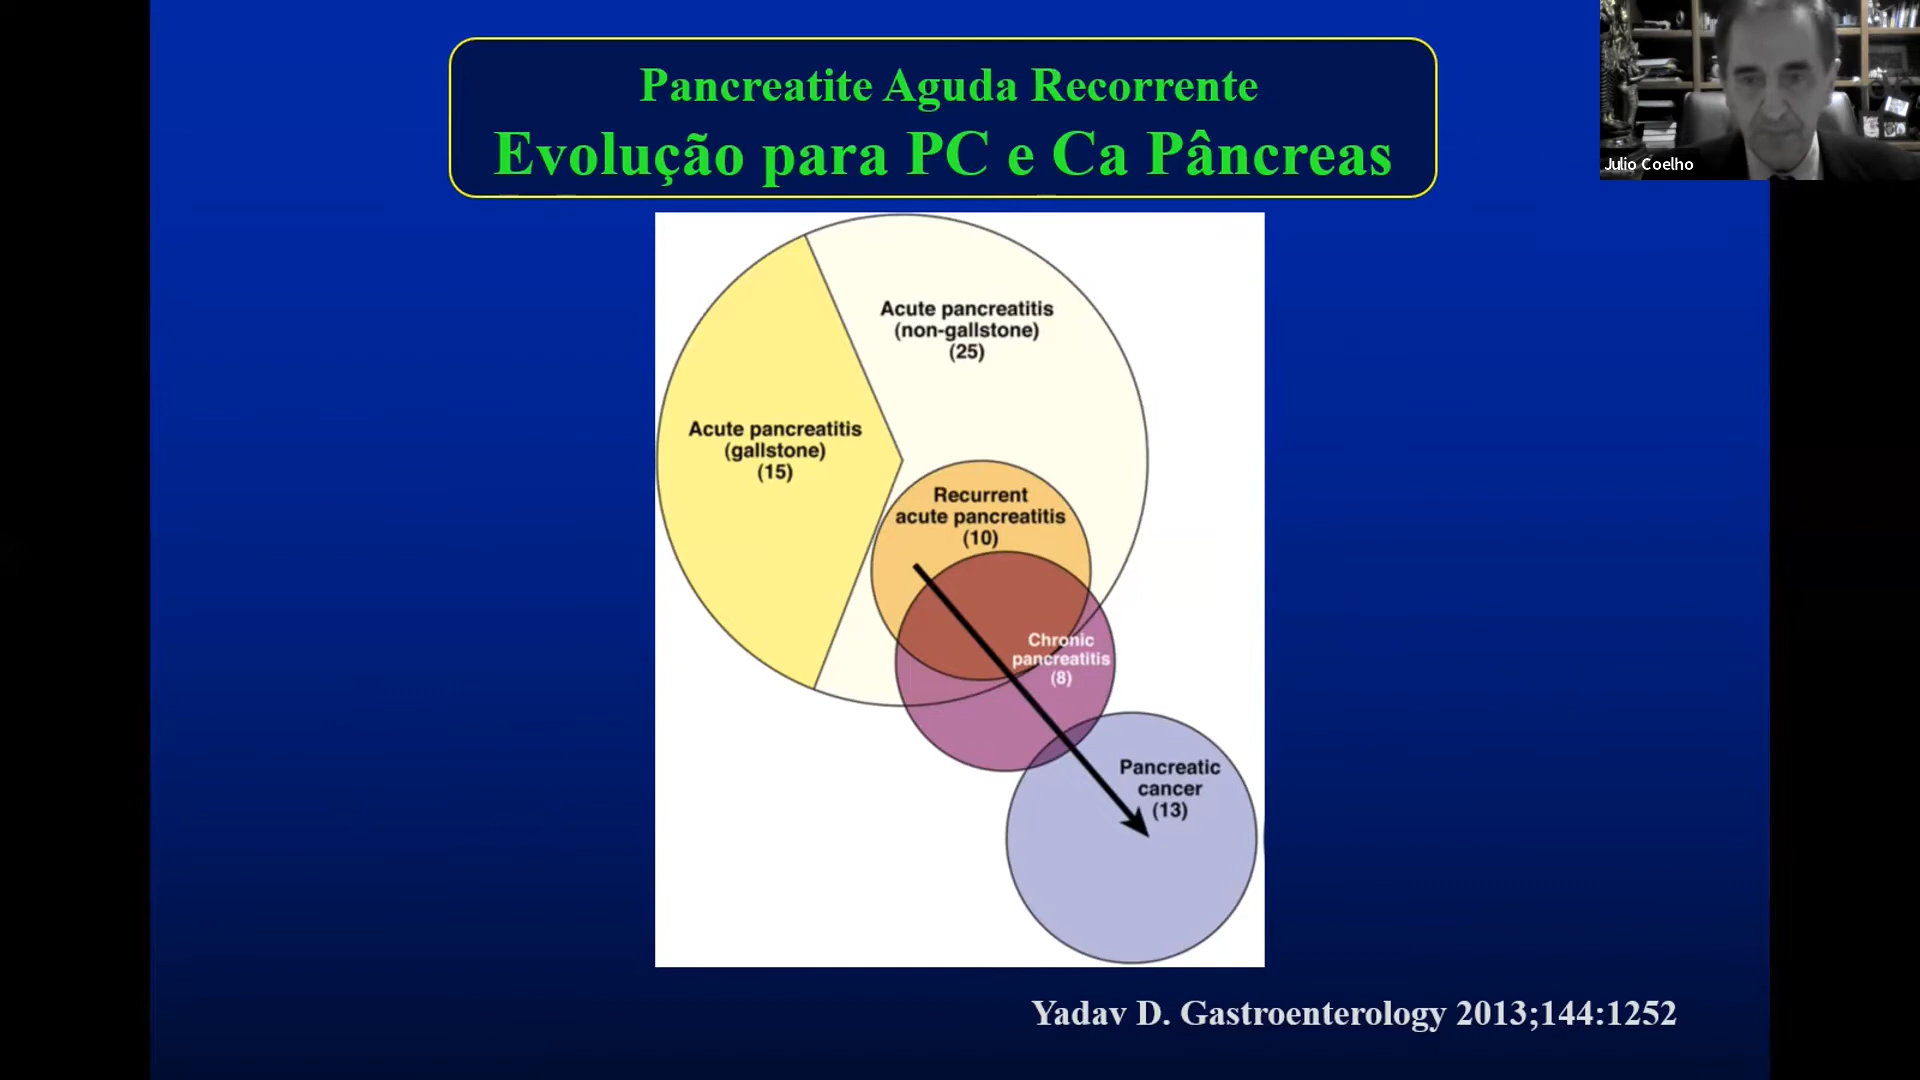 Pancreatite Aguda Recorrente
Evolução para PC e Ca Pâncreas
Julio Coelho
Acute pancreatitis
(non-gallstone)
(25)
Acute pancreatitis
(gallstone)
(15)
Recurrent
acute pancreatitis
(10)
Chronic
pancreatitis
(8)
Pancreatic
cancer
(13)
Yadav D. Gastroenterology 2013;144:1252